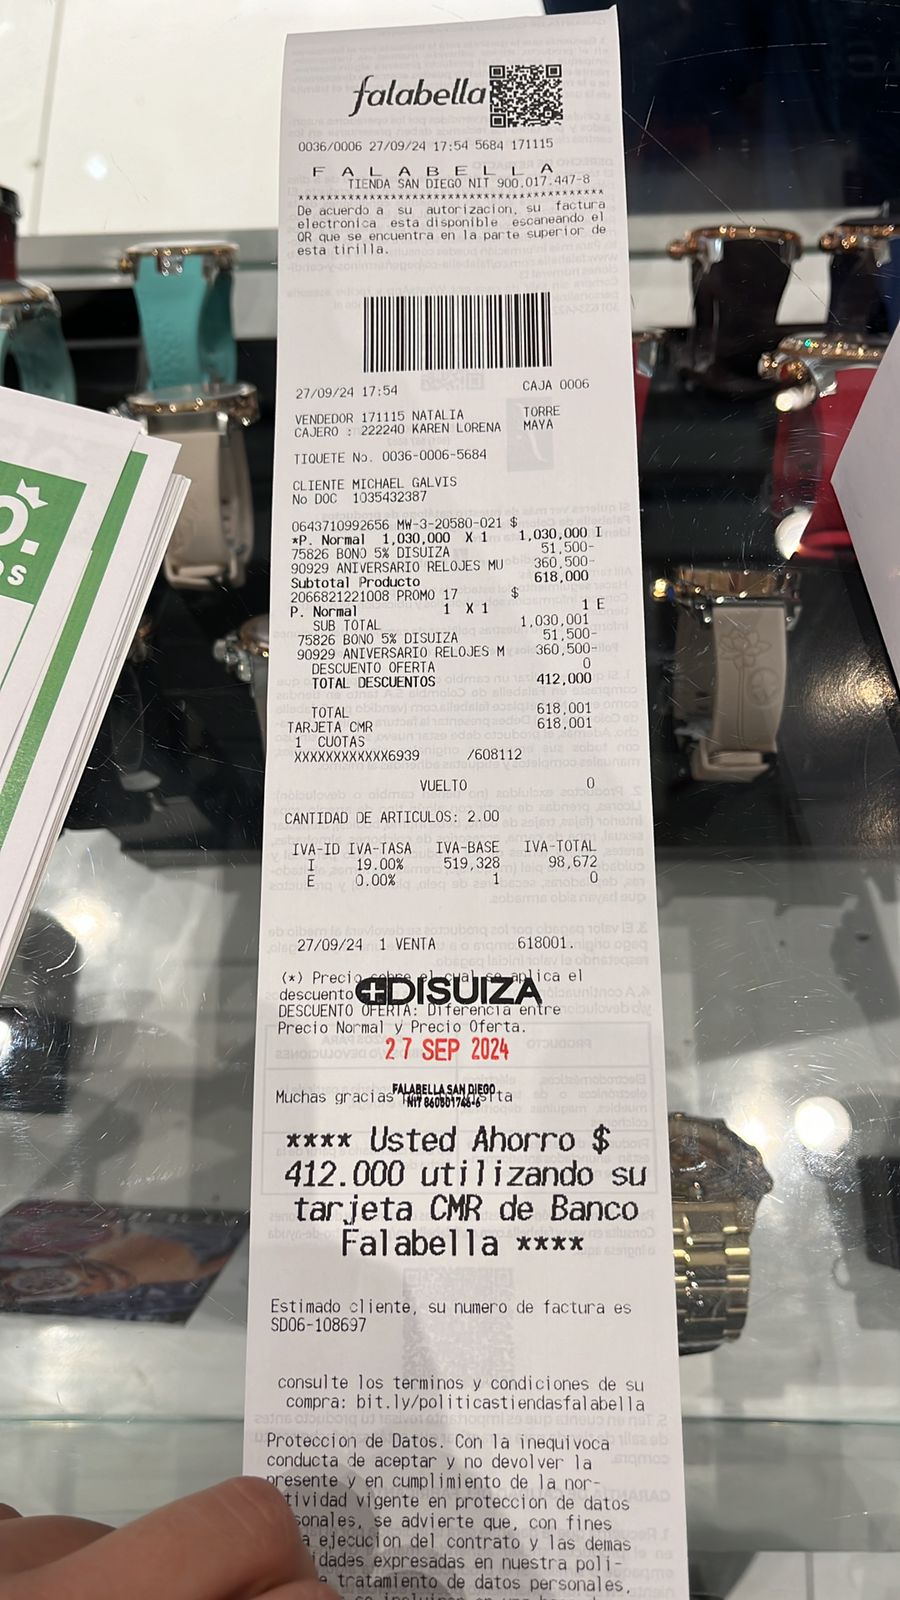 falabella
0036/0006 27/09/24 17:54 5684 171115
F A L A B E L L A
TIENDA SAN DIEGO NIT 900.017.447-8
De acuerdo a su autorizacion, su factura
electronica esta disponible escaneando el
QR que se encuentra en la parte superior de
esta tirilla.
27/09/24 17:54 CAJA 0006
VENDEDOR 171115 NATALIA TORRE
CAJERO : 222240 KAREN LORENA MAYA
TIQUETE No. 0036-0006-5684
CLIENTE MICHAEL GALVIS
No DOC 1035432387
0643710992656 MW-3-20580-021 $
*P. Normal 1,030,000 X 1 1,030,000 I
75826 BONO 5% DISUIZA 51,500-
90929 ANIVERSARIO RELOJES MU 360,500-
Subtotal Producto 618,000
2066821221008 PROMO 17 $
P. Normal 1 X 1 1 E
SUB TOTAL 1,030,001
75826 BONO 5% DISUIZA 51,500-
90929 ANIVERSARIO RELOJES M 360,500-
DESCUENTO OFERTA 0
TOTAL DESCUENTOS 412,000
TOTAL 618,001
TARJETA CMR 618,001
1 CUOTAS
XXXXXXXXXXXX6939 /608112
VUELTO 0
CANTIDAD DE ARTICULOS: 2.00
IVA-ID IVA-TASA IVA-BASE IVA-TOTAL
I 19.00% 519,328 98,672
E 0.00% 1 0
27/09/24 1 VENTA 618001.
(*) Precio sobre el cual se aplica el
descuento
DISUIZA
DESCUENTO OFERTA: Diferencia entre
Precio Normal y Precio Oferta.
27 SEP 2024
FALABELLA SAN DIEGO
Muchas gracias
**** Usted Ahorro $
412.000 utilizando su
tarjeta CMR de Banco
Falabella ****
Estimado cliente, su numero de factura es
SD06-108697
consulte los terminos y condiciones de su
compra: bit.ly/politicastiendasfalabella
Proteccion de Datos. Con la inequivoca
conducta de aceptar y no devolver la
presente y en cumplimiento de la nor-
tividad vigente en proteccion de datos
sonales, se advierte que, con fines
a ejecucion del contrato y las demas
idades expresadas en nuestra poli-
e tratamiento de datos personales,